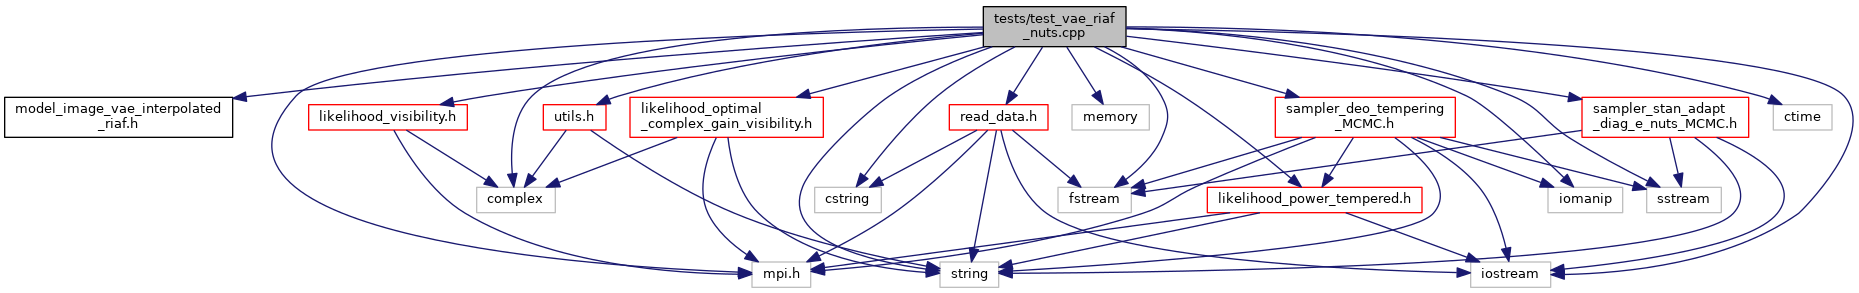 tests/test_vae_riaf
_nuts.cpp
model_image_vae_interpolated
_riaf.h
likelihood_visibility.h
utils.h
likelihood_optimal
_complex_gain_visibility.h
read_data.h
memory
sampler_deo_tempering
_MCMC.h
sampler_stan_adapt
_diag_e_nuts_MCMC.h
ctime
complex
cstring
fstream
likelihood_power_tempered.h
iomanip
sstream
mpi.h
string
iostream